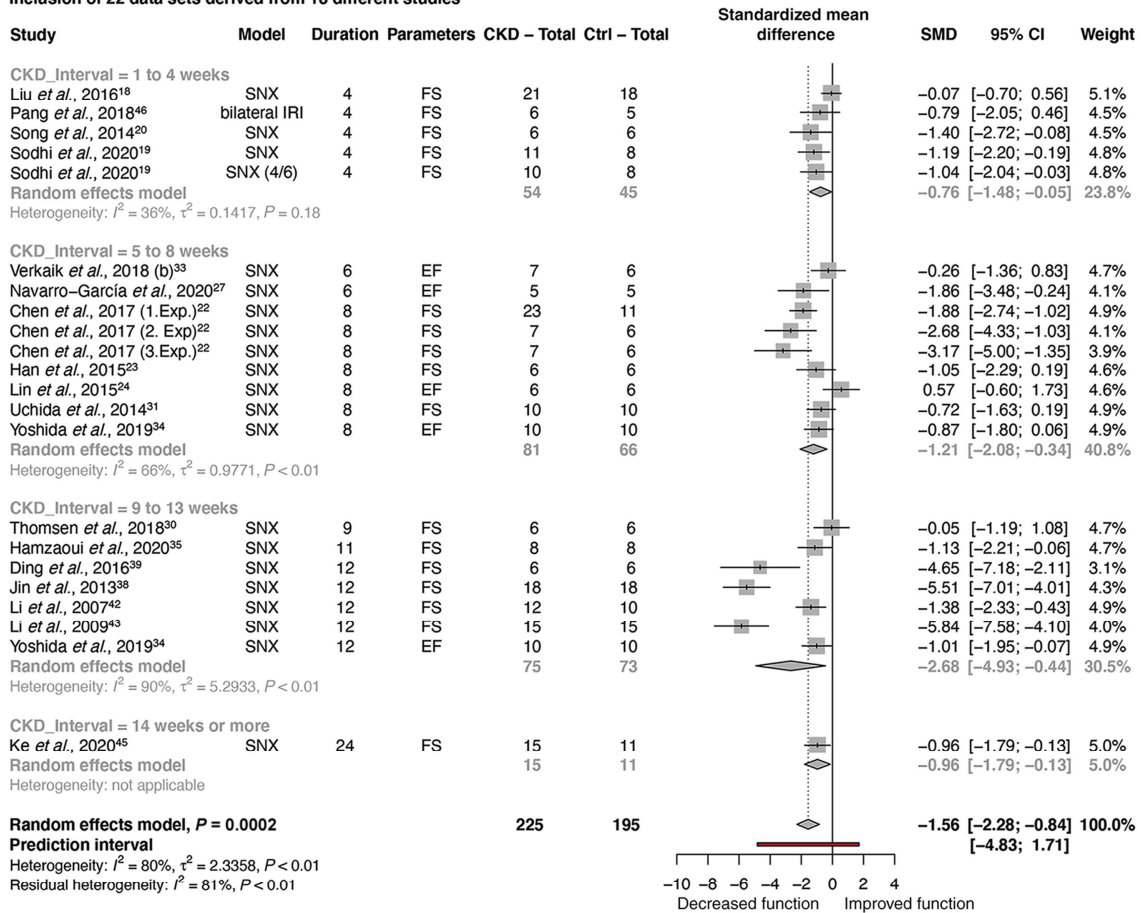 Inclusion of 22 data sets derived from 18 different studies
Standardized mean
Study Model Duration Parameters CKD – Total Ctrl – Total difference SMD 95% CI Weight
CKD_Interval = 1 to 4 weeks
Liu et al., 2016¹⁸ SNX 4 FS 21 18 −0.07 [−0.70; 0.56] 5.1%
Pang et al., 2018⁴⁶ bilateral IRI 4 FS 6 5 −0.79 [−2.05; 0.46] 4.5%
Song et al., 2014²⁰ SNX 4 FS 6 6 −1.40 [−2.72; −0.08] 4.5%
Sodhi et al., 2020¹⁹ SNX 4 FS 11 8 −1.19 [−2.20; −0.19] 4.8%
Sodhi et al., 2020¹⁹ SNX (4/6) 4 FS 10 8 −1.04 [−2.04; −0.03] 4.8%
Random effects model 54 45 −0.76 [−1.48; −0.05] 23.8%
Heterogeneity: I² = 36%, τ² = 0.1417, P = 0.18
CKD_Interval = 5 to 8 weeks
Verkaik et al., 2018 (b)³³ SNX 6 EF 7 6 −0.26 [−1.36; 0.83] 4.7%
Navarro–García et al., 2020²⁷ SNX 6 EF 5 5 −1.86 [−3.48; −0.24] 4.1%
Chen et al., 2017 (1.Exp.)²² SNX 8 FS 23 11 −1.88 [−2.74; −1.02] 4.9%
Chen et al., 2017 (2. Exp)²² SNX 8 FS 7 6 −2.68 [−4.33; −1.03] 4.1%
Chen et al., 2017 (3.Exp.)²² SNX 8 FS 7 6 −3.17 [−5.00; −1.35] 3.9%
Han et al., 2015²³ SNX 8 FS 6 6 −1.05 [−2.29; 0.19] 4.6%
Lin et al., 2015²⁴ SNX 8 EF 6 6 0.57 [−0.60; 1.73] 4.6%
Uchida et al., 2014³¹ SNX 8 FS 10 10 −0.72 [−1.63; 0.19] 4.9%
Yoshida et al., 2019³⁴ SNX 8 EF 10 10 −0.87 [−1.80; 0.06] 4.9%
Random effects model 81 66 −1.21 [−2.08; −0.34] 40.8%
Heterogeneity: I² = 66%, τ² = 0.9771, P < 0.01
CKD_Interval = 9 to 13 weeks
Thomsen et al., 2018³⁰ SNX 9 FS 6 6 −0.05 [−1.19; 1.08] 4.7%
Hamzaoui et al., 2020³⁵ SNX 11 FS 8 8 −1.13 [−2.21; −0.06] 4.7%
Ding et al., 2016³⁹ SNX 12 FS 6 6 −4.65 [−7.18; −2.11] 3.1%
Jin et al., 2013³⁸ SNX 12 FS 18 18 −5.51 [−7.01; −4.01] 4.3%
Li et al., 2007⁴² SNX 12 FS 12 10 −1.38 [−2.33; −0.43] 4.9%
Li et al., 2009⁴³ SNX 12 FS 15 15 −5.84 [−7.58; −4.10] 4.0%
Yoshida et al., 2019³⁴ SNX 12 EF 10 10 −1.01 [−1.95; −0.07] 4.9%
Random effects model 75 73 −2.68 [−4.93; −0.44] 30.5%
Heterogeneity: I² = 90%, τ² = 5.2933, P < 0.01
CKD_Interval = 14 weeks or more
Ke et al., 2020⁴⁵ SNX 24 FS 15 11 −0.96 [−1.79; −0.13] 5.0%
Random effects model 15 11 −0.96 [−1.79; −0.13] 5.0%
Heterogeneity: not applicable
Random effects model, P = 0.0002 225 195 −1.56 [−2.28; −0.84] 100.0%
Prediction interval [−4.83; 1.71]
Heterogeneity: I² = 80%, τ² = 2.3358, P < 0.01
Residual heterogeneity: I² = 81%, P < 0.01
−10 −8 −6 −4 −2 0 2 4
Decreased function Improved function